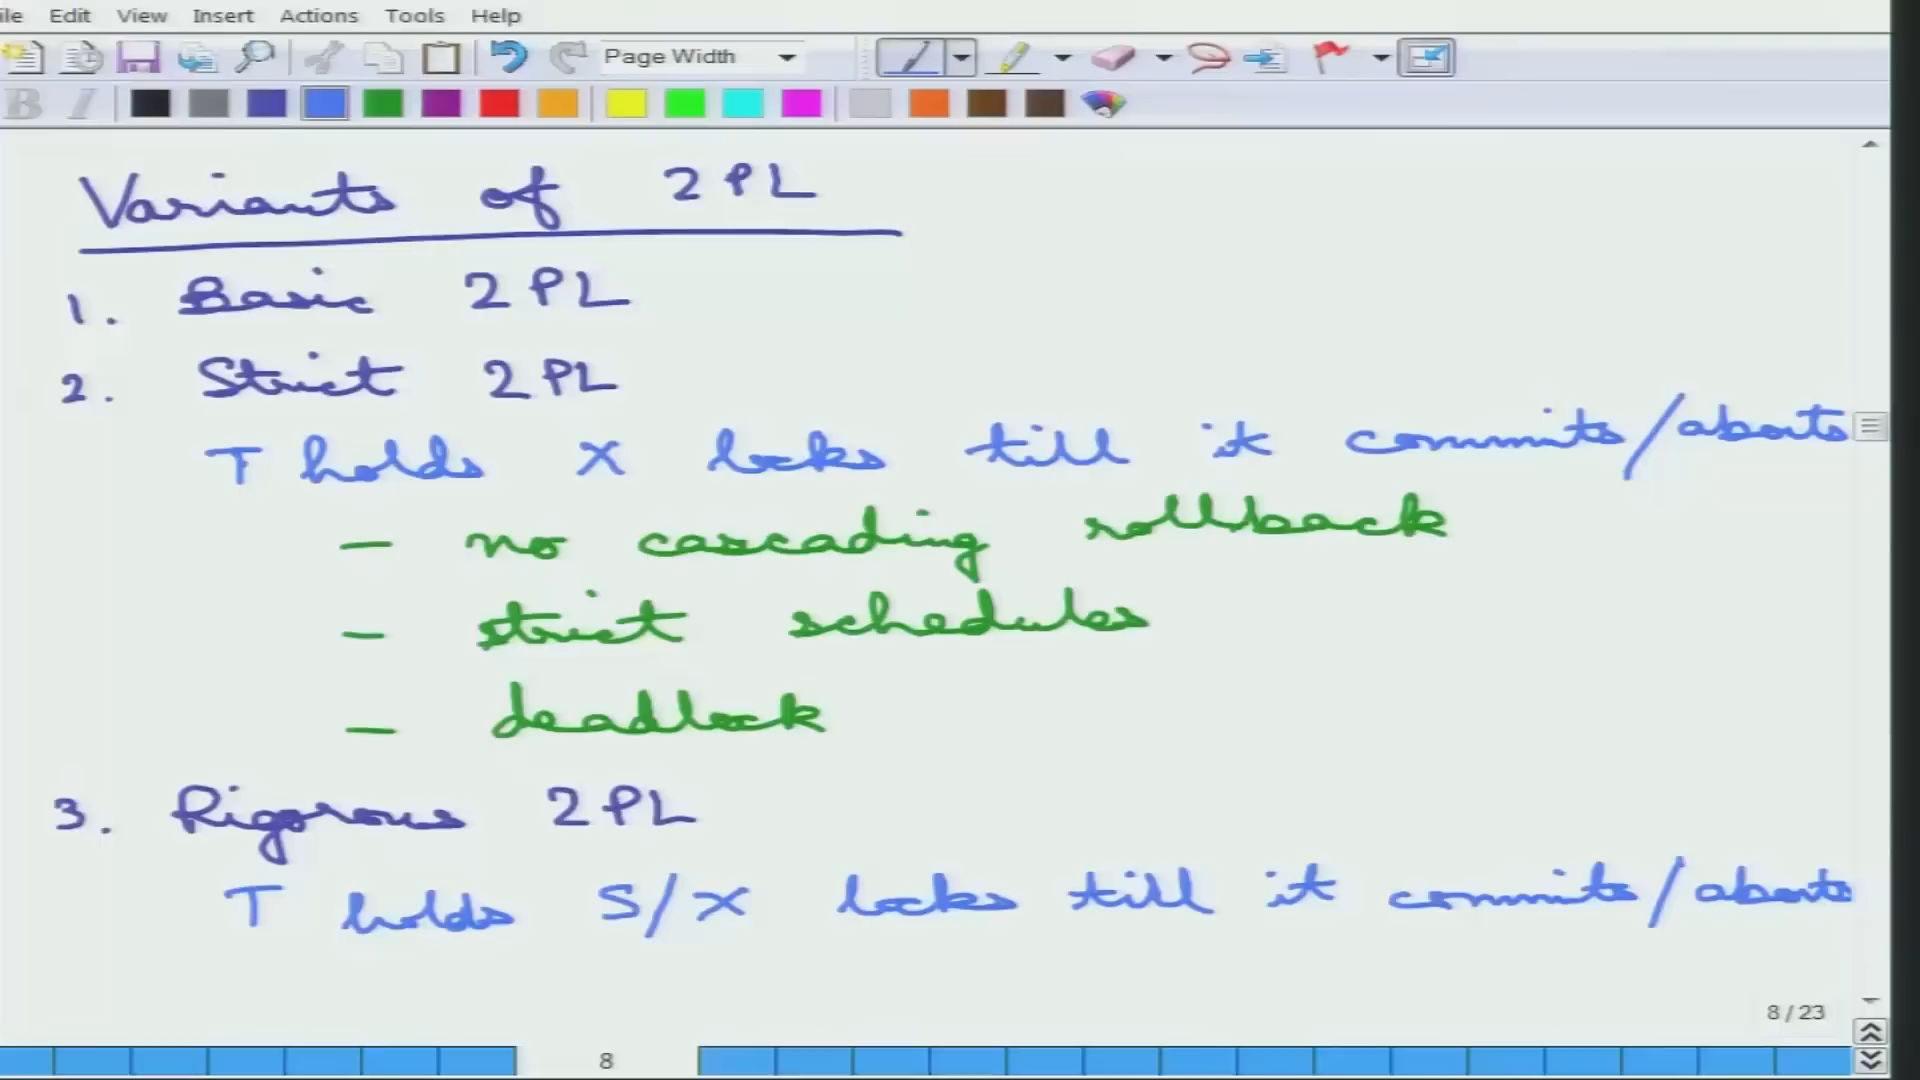 ile Edit View Insert Actions Tools Help
Page Width
B I
Variants of 2PL
1. Basic 2PL
2. Strict 2PL
T holds X locks till it commits/aborts
- no cascading rollback
- strict schedules
- deadlock
3. Rigorous 2PL
T holds S/X locks till it commits/aborts
8 / 23
8